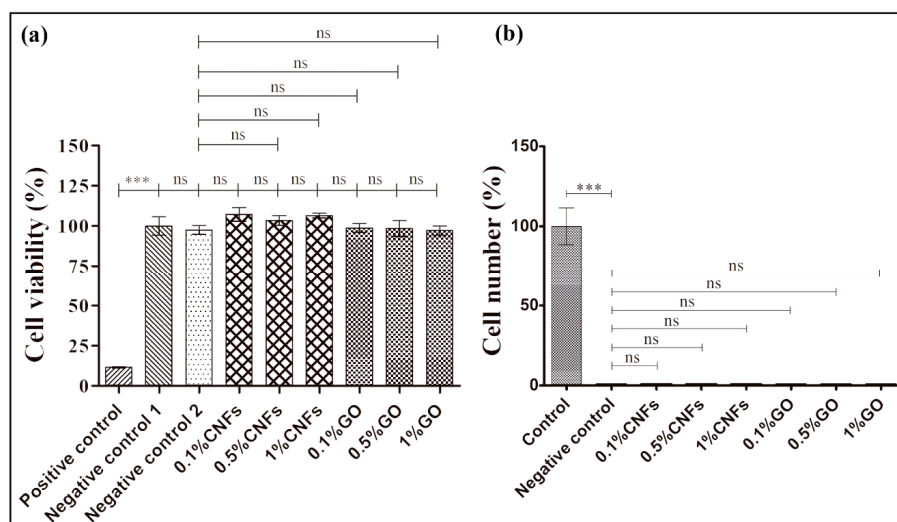 (a)
ns
ns
ns
ns
ns
*** ns ns ns ns ns ns ns
Cell viability (%)
150
125
100
75
50
25
0
Positive control
Negative control 1
Negative control 2
0.1%CNFs
0.5%CNFs
1%CNFs
0.1%GO
0.5%GO
1%GO
(b)
***
ns
ns
ns
ns
ns
ns
Cell number (%)
150
100
50
0
Control
Negative control
0.1%CNFs
0.5%CNFs
1%CNFs
0.1%GO
0.5%GO
1%GO